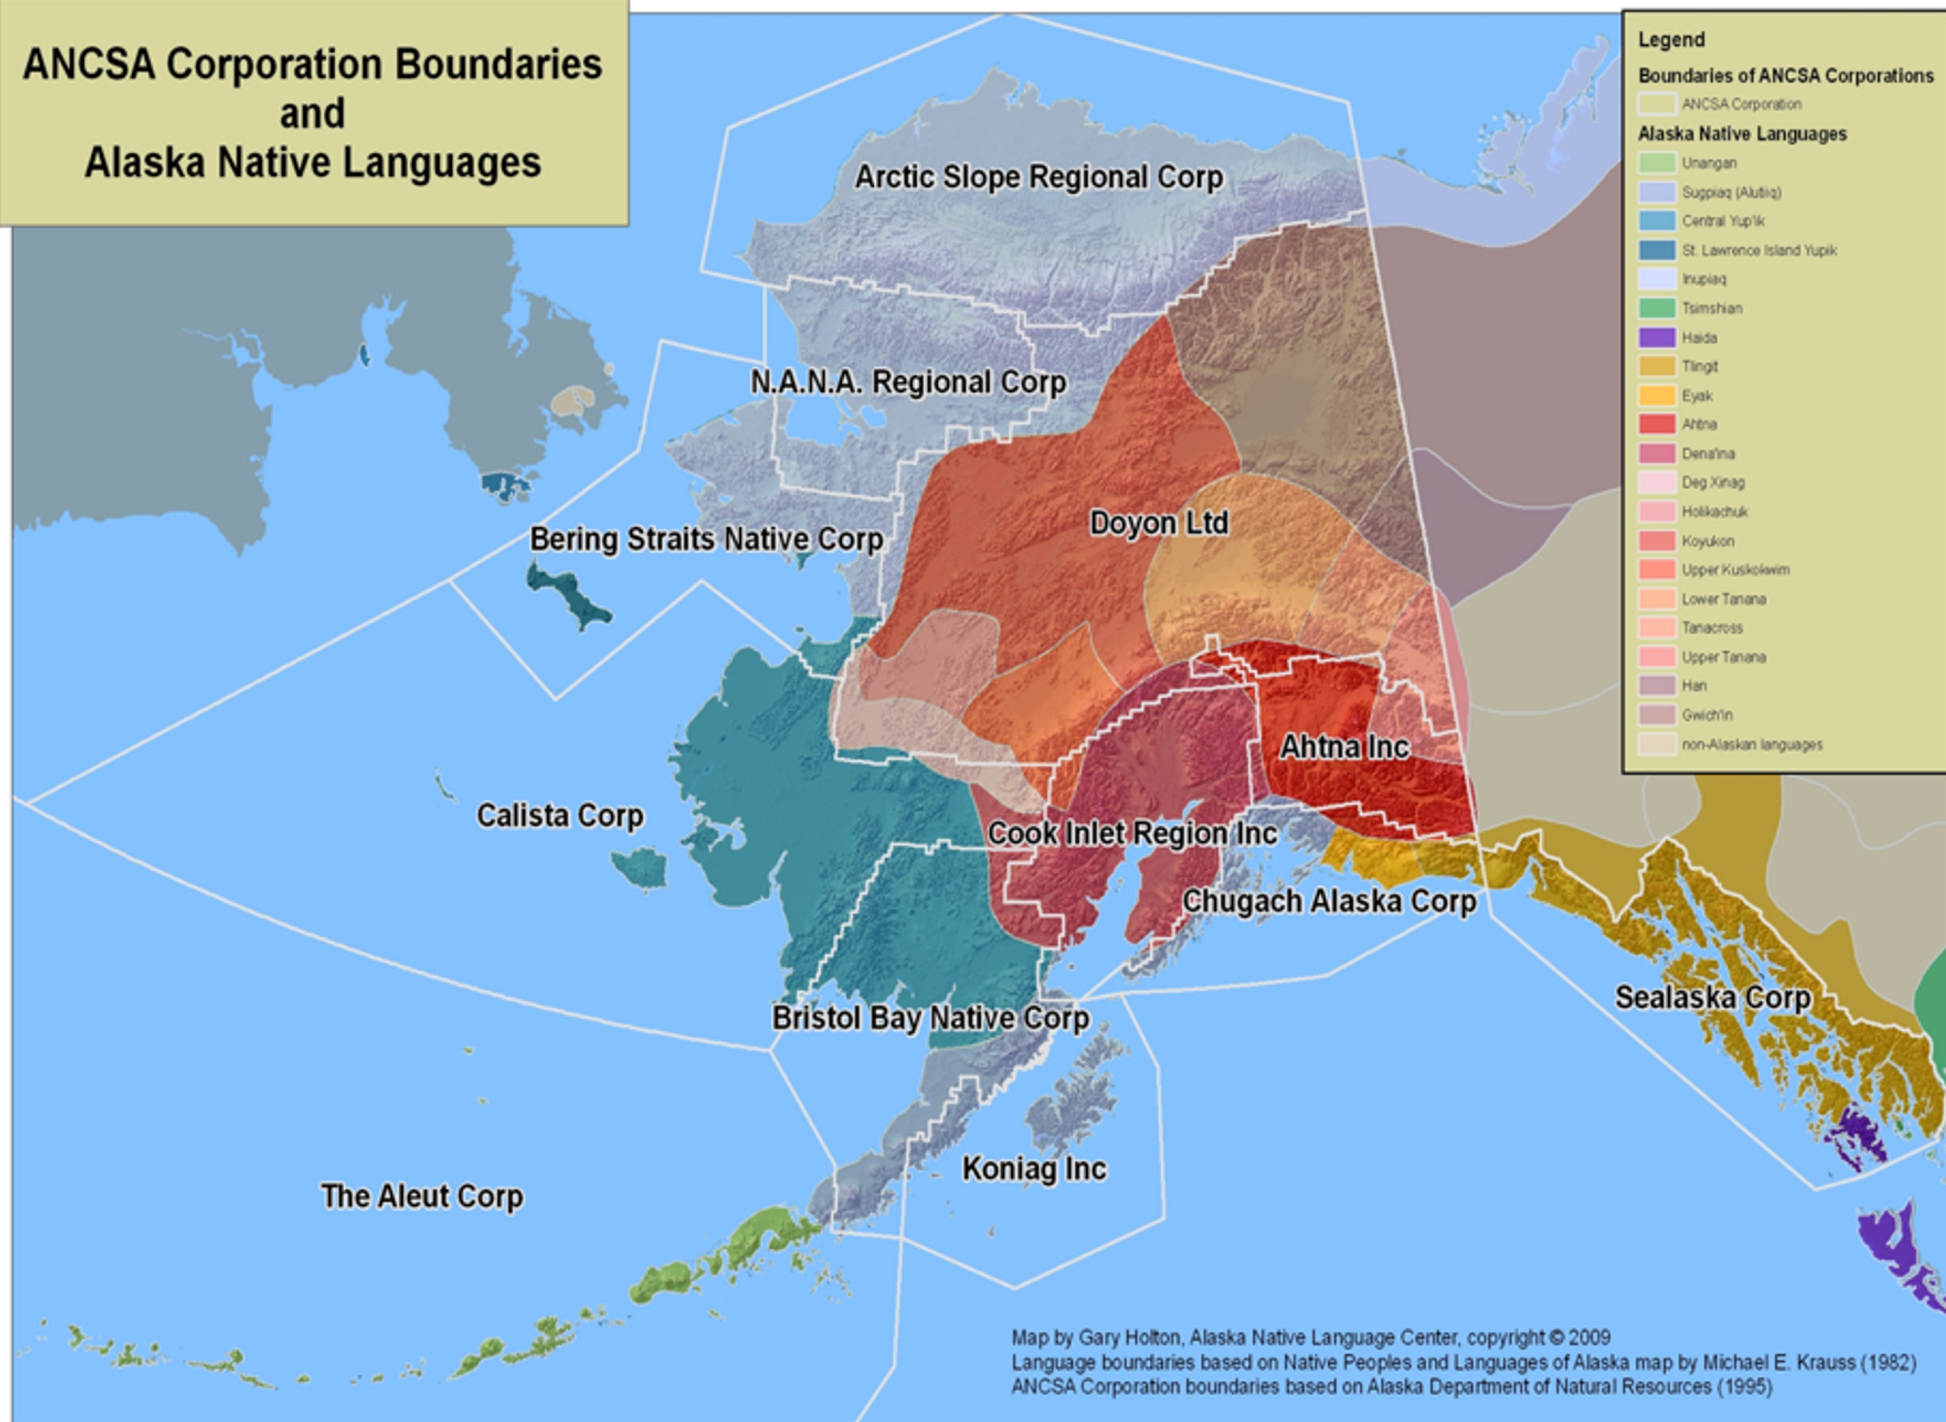 ANCSA Corporation Boundaries
and
Alaska Native Languages
Legend
Boundaries of ANCSA Corporations
ANCSA Corporation
Alaska Native Languages
Unangan
Sugpiaq (Alutiiq)
Central Yup'ik
St. Lawrence Island Yupik
Inupiaq
Tsimshian
Haida
Tlingit
Eyak
Ahtna
Dena'ina
Deg Xinag
Holikachuk
Koyukon
Upper Kuskokwim
Lower Tanana
Tanacross
Upper Tanana
Han
Gwich'in
non-Alaskan languages
Arctic Slope Regional Corp
N.A.N.A. Regional Corp
Doyon Ltd
Bering Straits Native Corp
Ahtna Inc
Calista Corp
Cook Inlet Region Inc
Chugach Alaska Corp
Sealaska Corp
Bristol Bay Native Corp
Koniag Inc
The Aleut Corp
Map by Gary Holton, Alaska Native Language Center, copyright © 2009
Language boundaries based on Native Peoples and Languages of Alaska map by Michael E. Krauss (1982)
ANCSA Corporation boundaries based on Alaska Department of Natural Resources (1995)